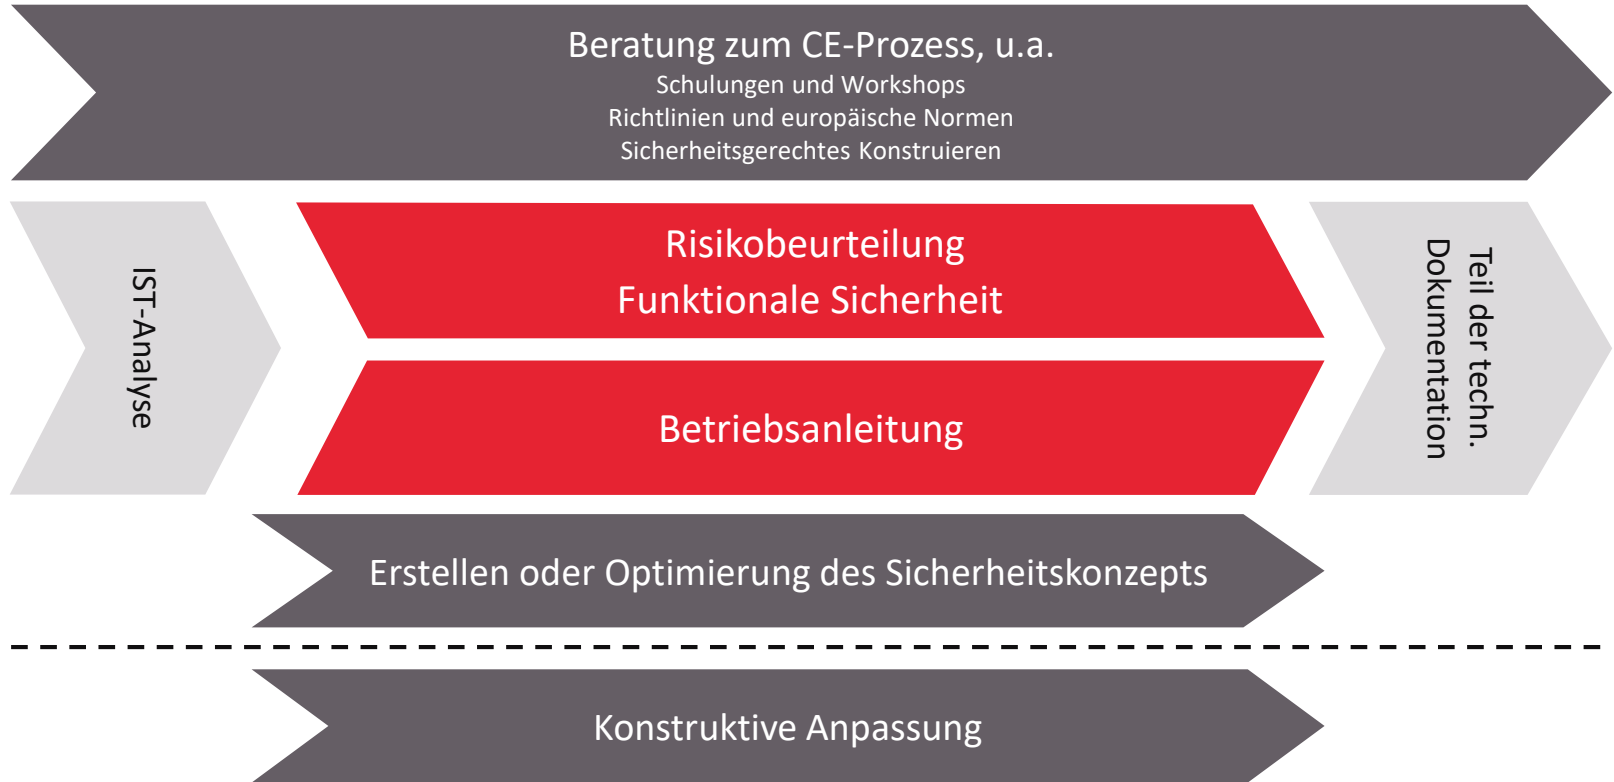 Beratung zum CE-Prozess, u.a.
Schulungen und Workshops
Richtlinien und europäische Normen
Sicherheitsgerechtes Konstruieren
IST-Analyse
Risikobeurteilung
Funktionale Sicherheit
Betriebsanleitung
Teil der techn.
Dokumentation
Erstellen oder Optimierung des Sicherheitskonzepts
Konstruktive Anpassung